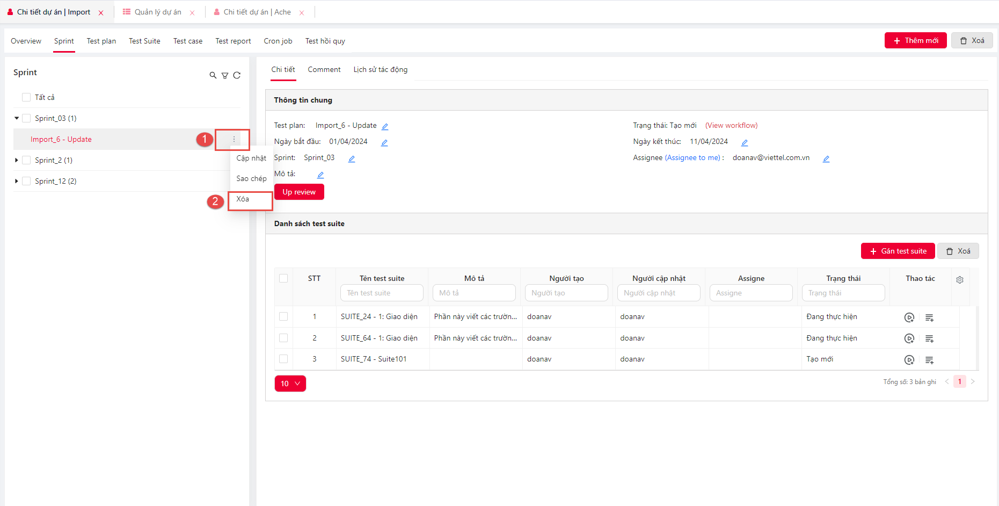 Chi tiết dự án | Import
Quản lý dự án
Chi tiết dự án | Ache
Overview
Sprint
Test plan
Test Suite
Test case
Test report
Cron job
Test hồi quy
Thêm mới
Xoá
Sprint
Tất cả
Sprint_03 (1)
Import_6 - Update
1
Sprint_2 (1)
Sprint_12 (2)
Cập nhật
Sao chép
2
Xóa
Chi tiết
Comment
Lịch sử tác động
Thông tin chung
Test plan: Import_6 - Update
Trạng thái: Tạo mới (View workflow)
Ngày bắt đầu: 01/04/2024
Ngày kết thúc: 11/04/2024
Sprint: Sprint_03
Assignee (Assignee to me) : doanav@viettel.com.vn
Mô tả:
Up review
Danh sách test suite
Gán test suite
Xoá
STT
Tên test suite
Mô tả
Người tạo
Người cập nhật
Assigne
Trạng thái
Thao tác
Tên test suite
Mô tả
Người tạo
Người cập nhật
Assigne
Trạng thái
1 SUITE_24 - 1: Giao diện Phần này viết các trườn... doanav doanav Đang thực hiện
2 SUITE_64 - 1: Giao diện Phần này viết các trườn... doanav doanav Đang thực hiện
3 SUITE_74 - Suite101 doanav doanav Tạo mới
10
Tổng số: 3 bản ghi
1